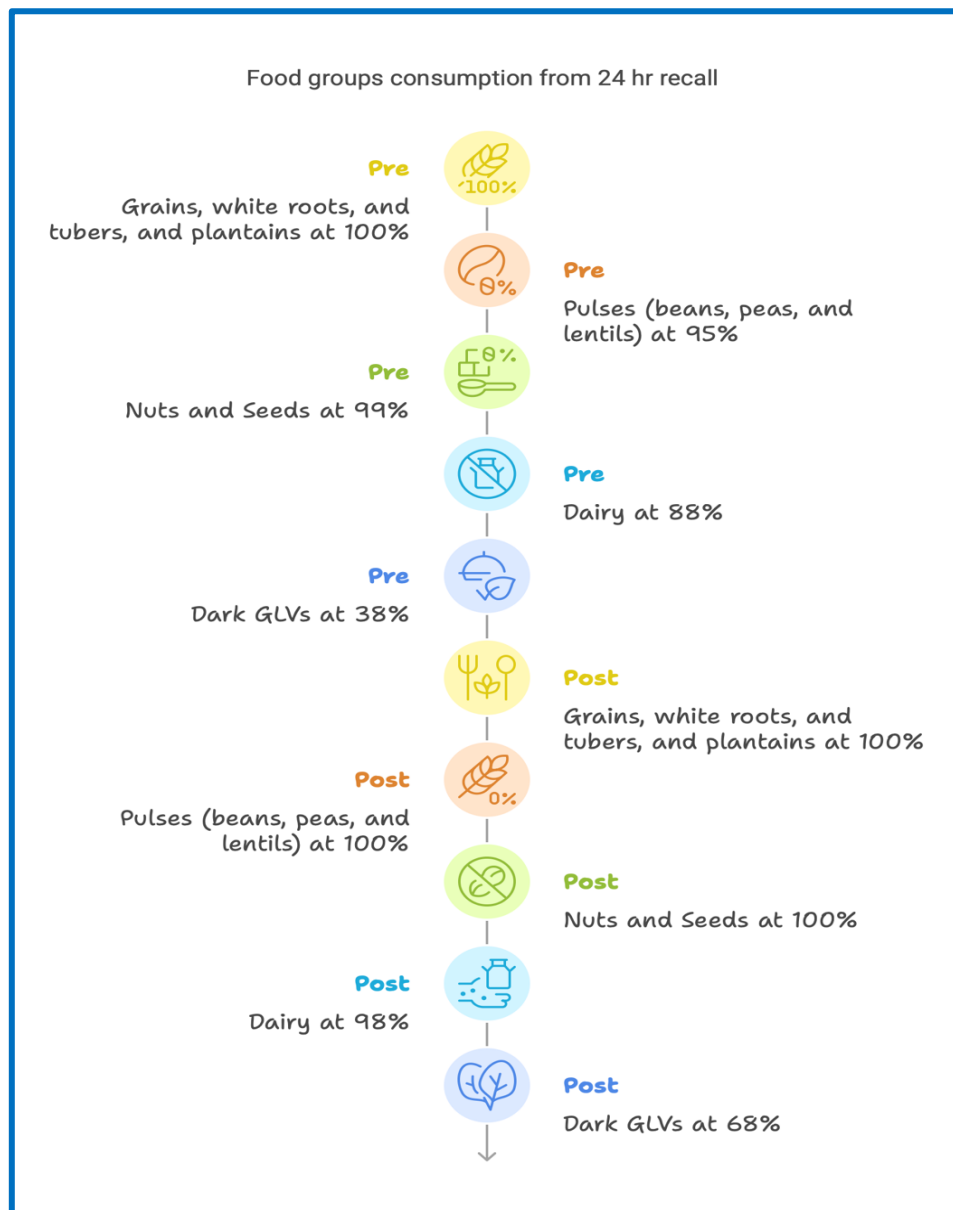 Food groups consumption from 24 hr recall
Pre
100%
Grains, white roots, and
tubers, and plantains at 100%
0%
Pre
Pulses (beans, peas, and
lentils) at 95%
0%
Pre
Nuts and Seeds at 99%
Pre
Dairy at 88%
Pre
Dark GLVs at 38%
Post
Grains, white roots, and
tubers, and plantains at 100%
Post
0%
Pulses (beans, peas, and
lentils) at 100%
Post
Nuts and Seeds at 100%
Post
Dairy at 98%
Post
Dark GLVs at 68%